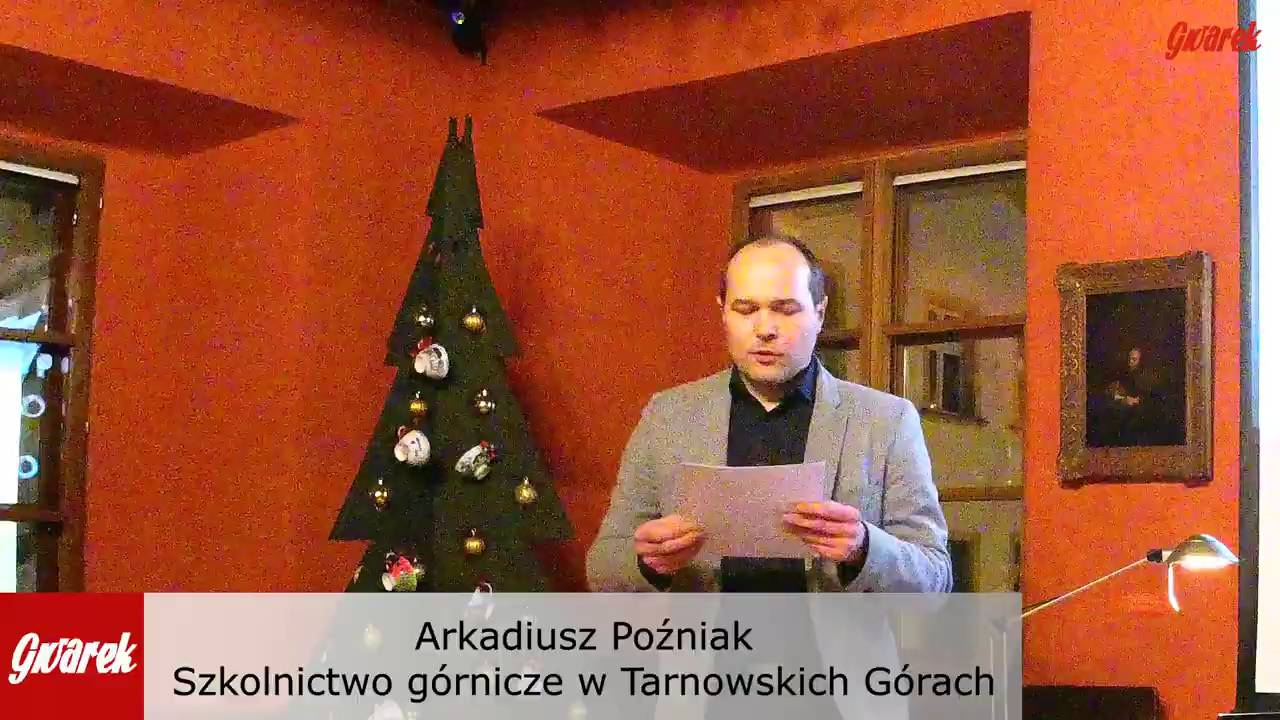 Gwarek
Gwarek
Arkadiusz Poźniak
Szkolnictwo górnicze w Tarnowskich Górach